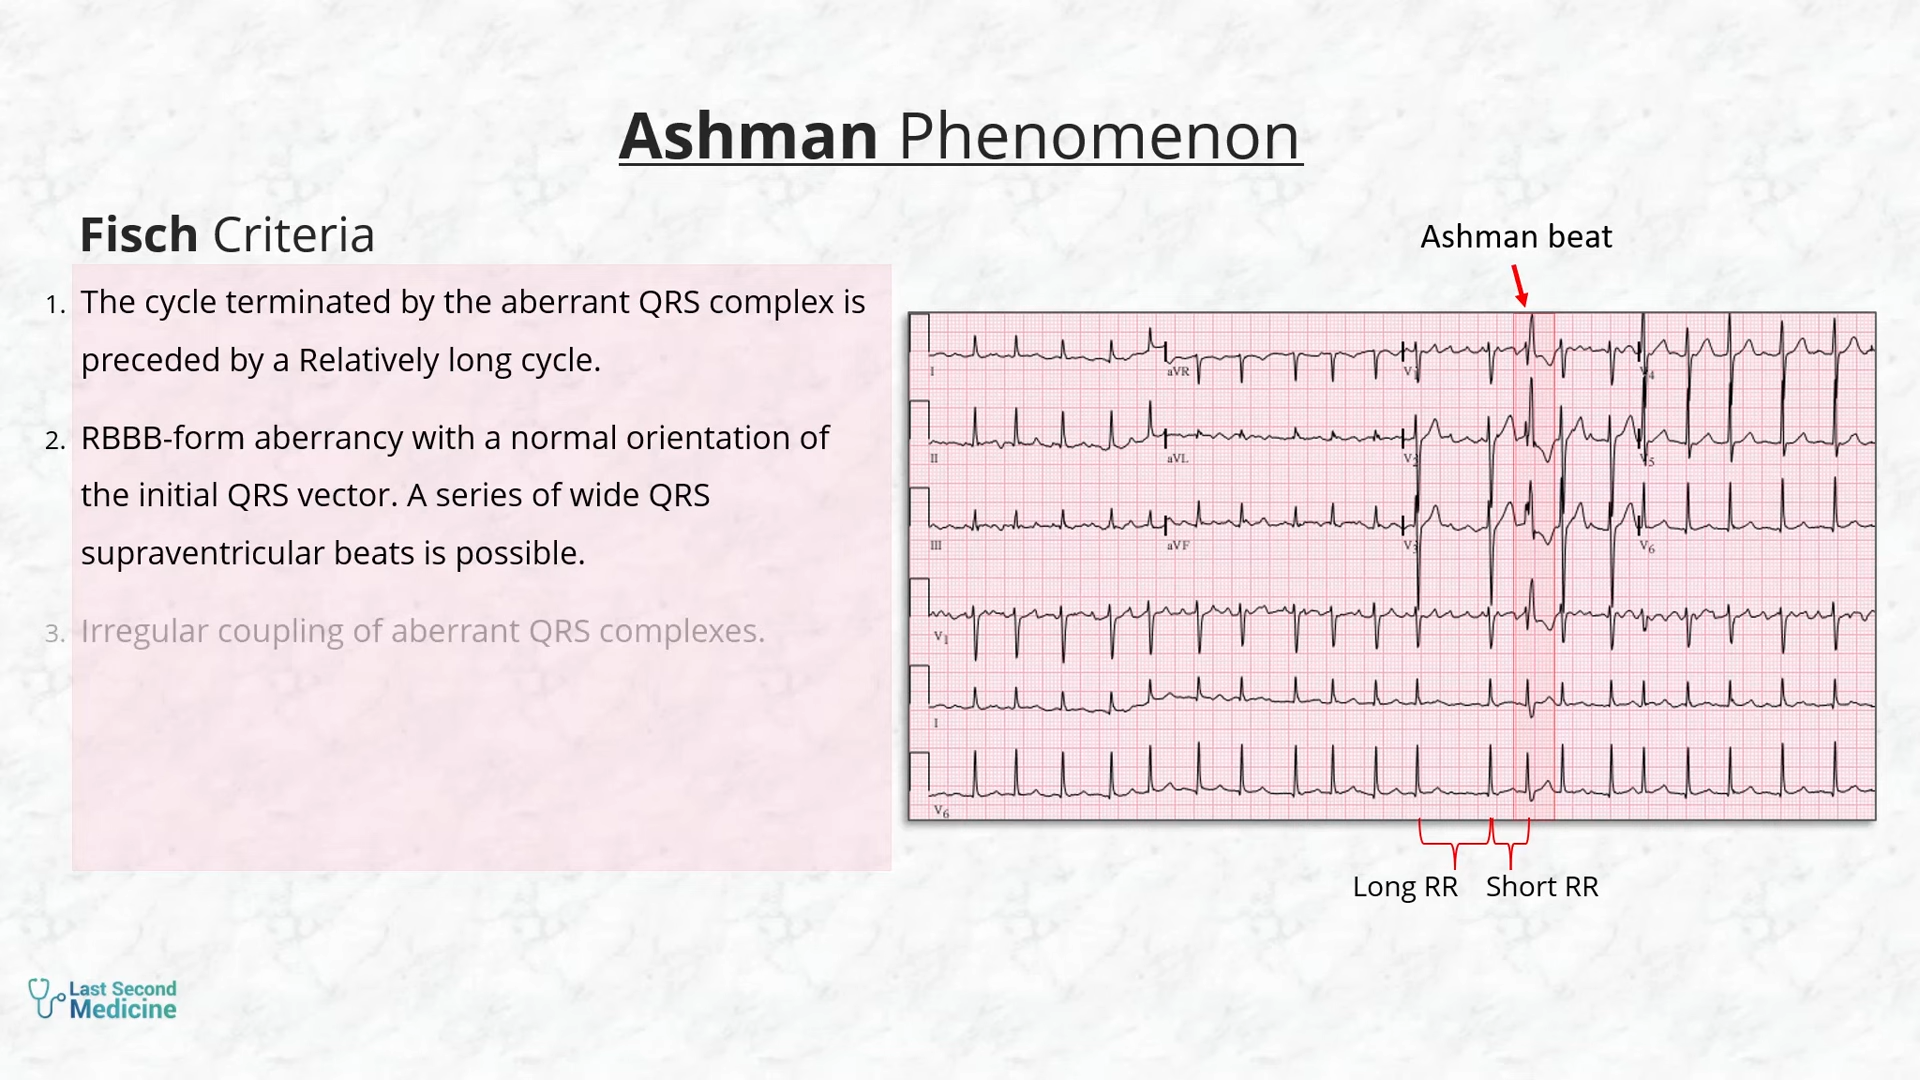 Ashman Phenomenon
Fisch Criteria
1. The cycle terminated by the aberrant QRS complex is
preceded by a Relatively long cycle.
2. RBBB-form aberrancy with a normal orientation of
the initial QRS vector. A series of wide QRS
supraventricular beats is possible.
3. Irregular coupling of aberrant QRS complexes.
Ashman beat
I aVR V1 V4
II aVL V2 V5
III aVF V3 V6
V1
I
V6
Long RR Short RR
Last Second
Medicine